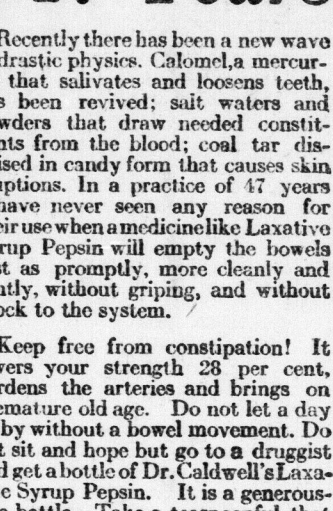 Recently there has been a new wave
drastic physics. Calomel, a mercur-
that salivates and loosens teeth,
s been revived; salt waters and
wders that draw needed constit-
nts from the blood; coal tar dis-
ised in candy form that causes skin
uptions. In a practice of 47 years
have never seen any reason for
eir use when a medicine like Laxative
rup Pepsin will empty the bowels
st as promptly, more cleanly and
ntly, without griping, and without
ock to the system.
Keep free from constipation! It
wers your strength 28 per cent,
rdens the arteries and brings on
emature old age. Do not let a day
by without a bowel movement. Do
t sit and hope but go to a druggist
d get a bottle of Dr. Caldwell's Laxa-
e Syrup Pepsin. It is a generous-